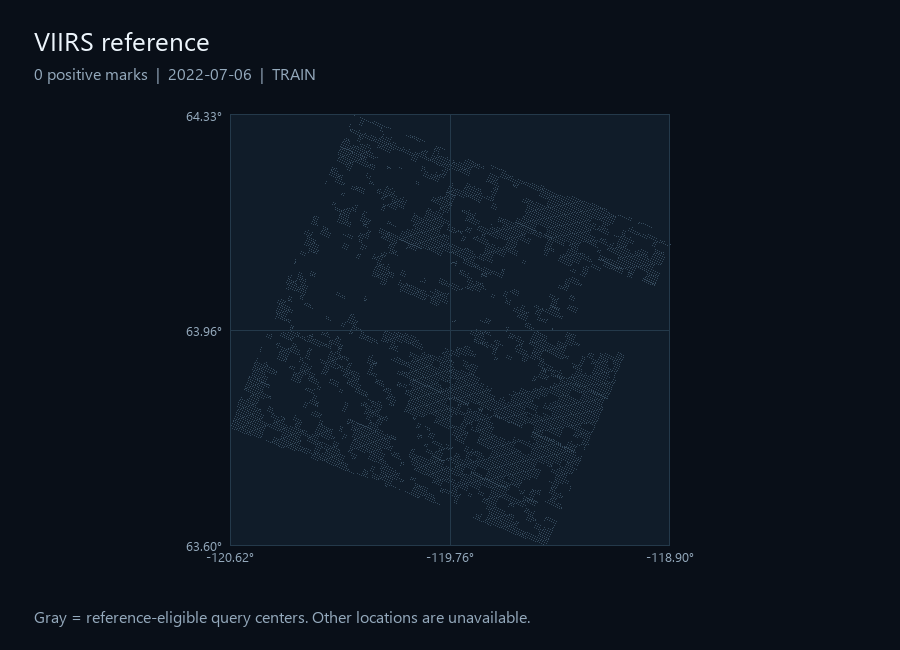 VIIRS reference
0 positive marks | 2022-07-06 | TRAIN
64.33°
63.96°
63.60°
-120.62° -119.76° -118.90°
Gray = reference-eligible query centers. Other locations are unavailable.